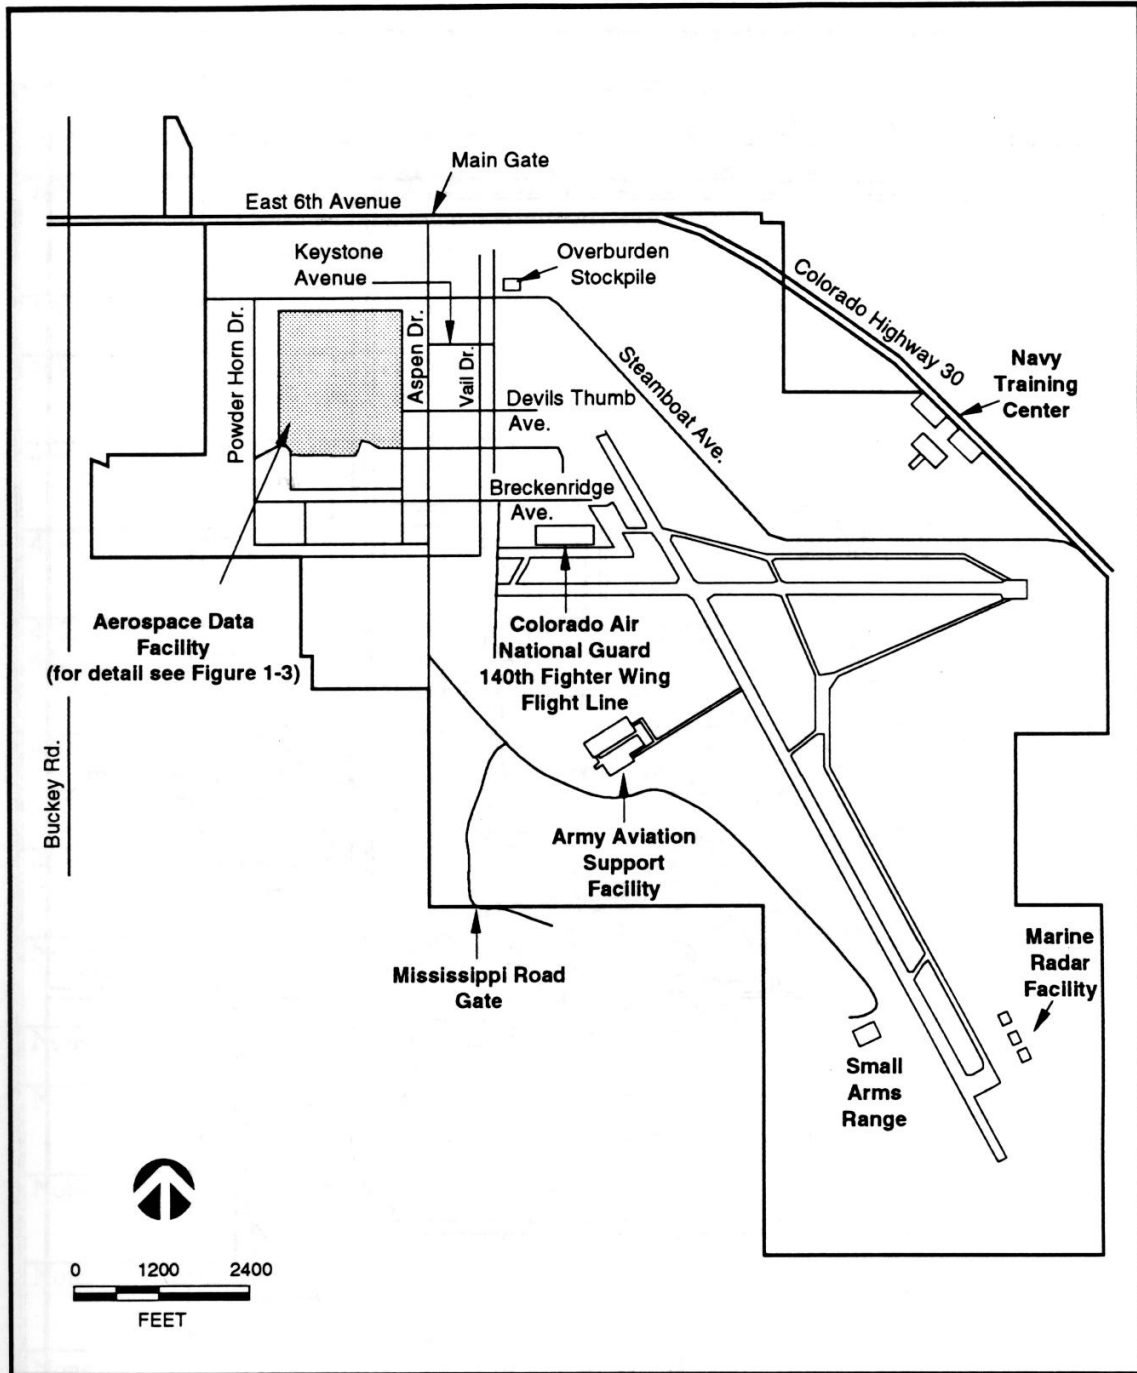 Main Gate
East 6th Avenue
Keystone
Avenue
Overburden
Stockpile
Colorado Highway 30
Powder Horn Dr.
Aspen Dr.
Vail Dr.
Steamboat Ave.
Navy
Training
Center
Devils Thumb
Ave.
Breckenridge
Ave.
Aerospace Data
Facility
(for detail see Figure 1-3)
Colorado Air
National Guard
140th Fighter Wing
Flight Line
Buckey Rd.
Army Aviation
Support
Facility
Mississippi Road
Gate
Marine
Radar
Facility
Small
Arms
Range
0 1200 2400
FEET